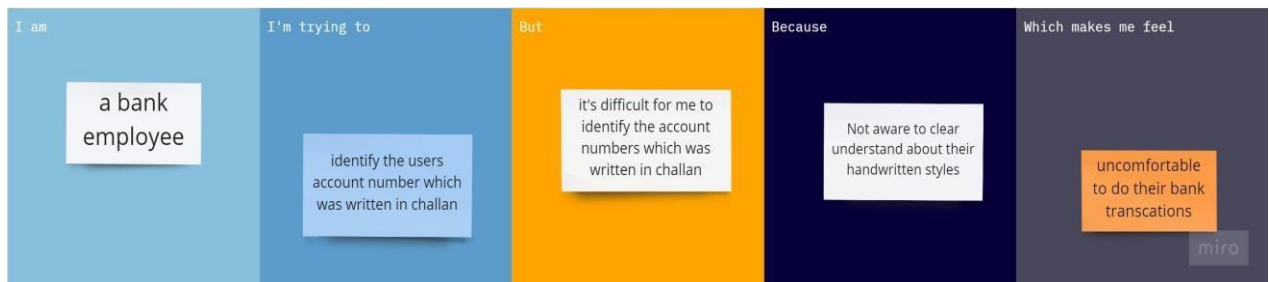 I am
a bank
employee
I'm trying to
identify the users
account number which
was written in challan
But
it's difficult for me to
identify the account
numbers which was
written in challan
Because
Not aware to clear
understand about their
handwritten styles
Which makes me feel
uncomfortable
to do their bank
transcations
miro